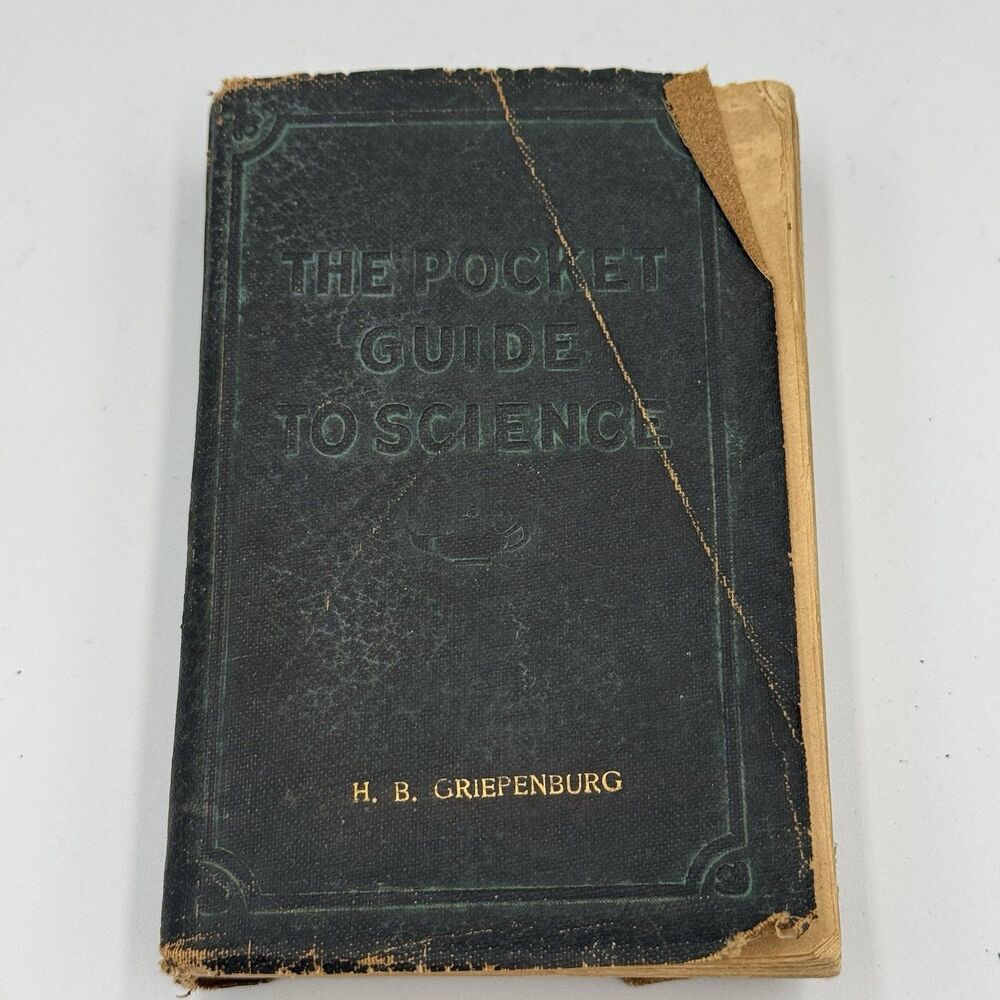 THE POCKET
GUIDE
TO SCIENCE
H. B. GRIEPENBURG